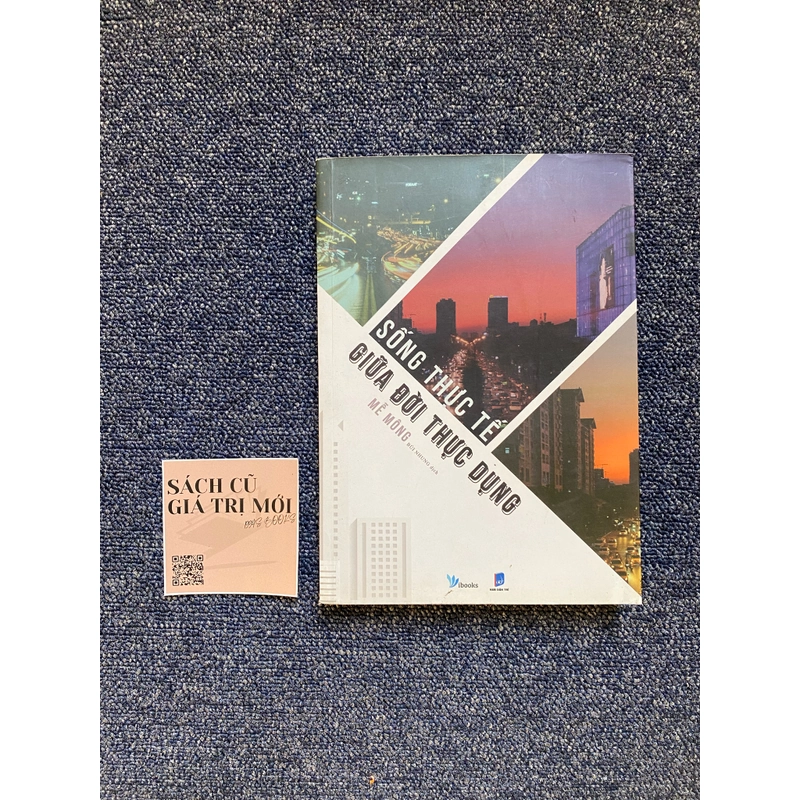 SỐNG THỰC TẾ
GIỮA ĐỜI THỰC DỤNG
MỄ MÔNG
ibooks
SÁCH CŨ
GIÁ TRỊ MỚI